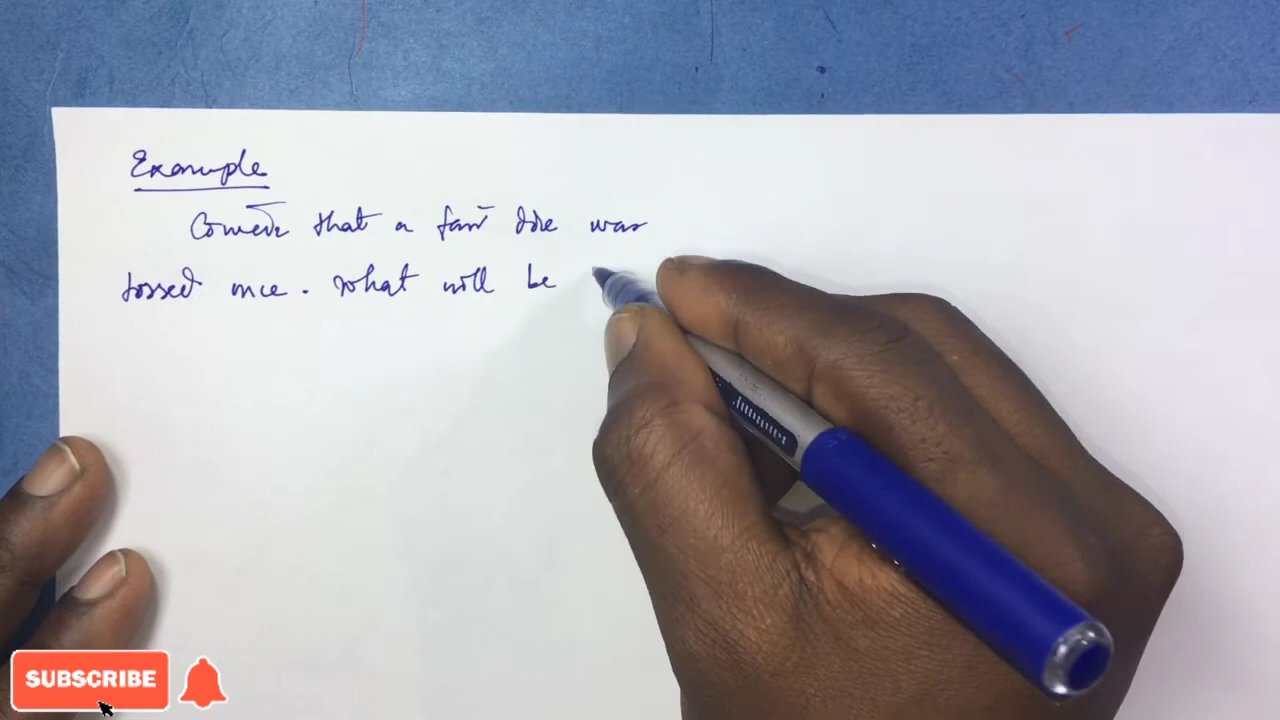 Example
Consider that a fair die was
tossed once. What will be
SUBSCRIBE